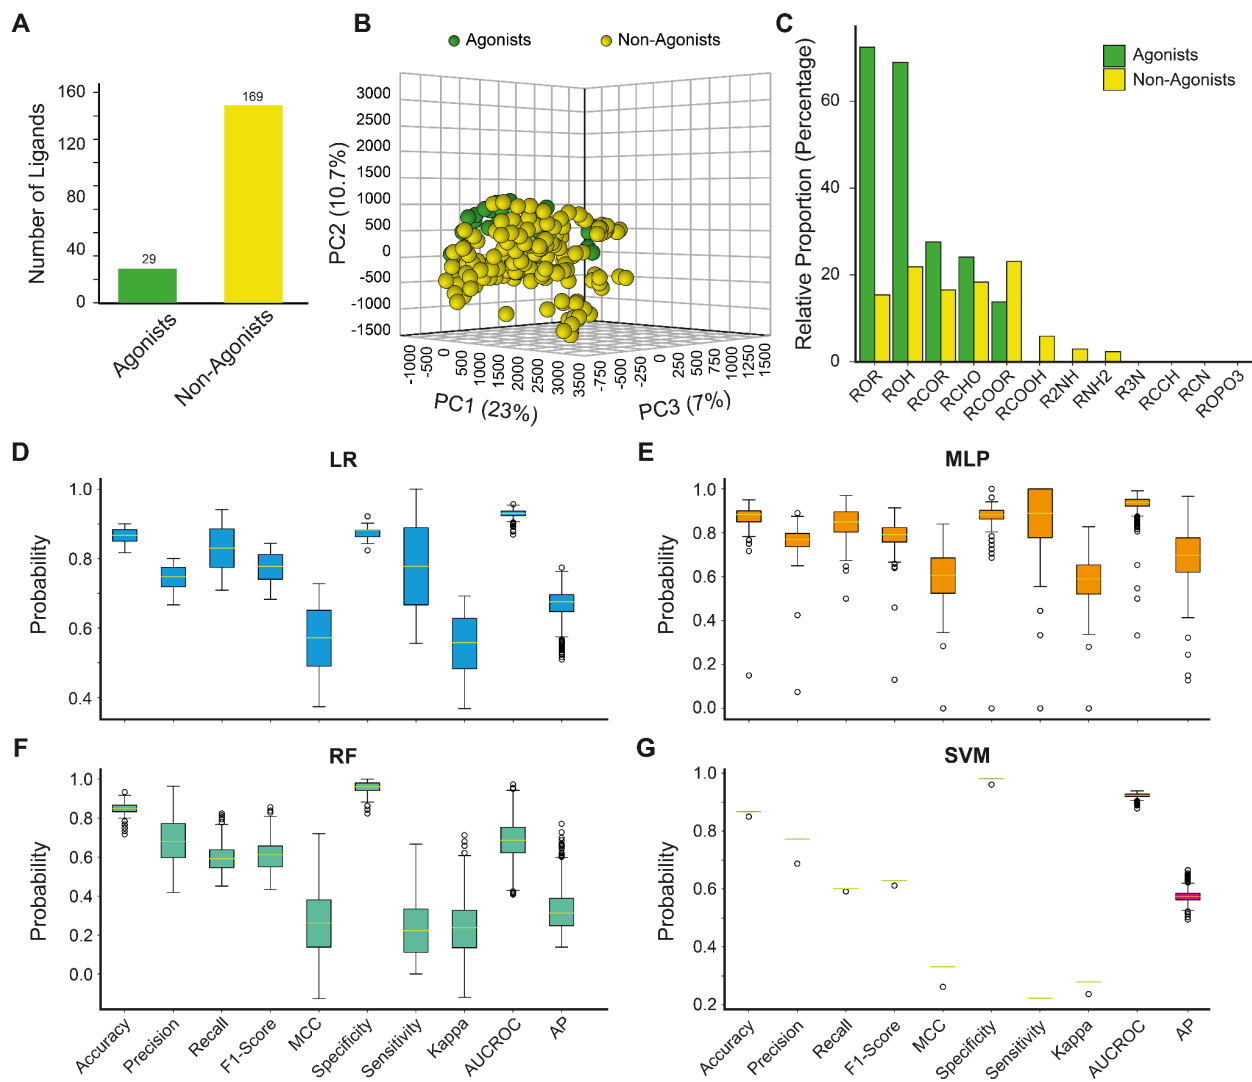 A
Number of Ligands
160
120
80
40
0
29
169
Agonists
Non-Agonists
B
Agonists
Non-Agonists
PC2 (10.7%)
3000
2500
2000
1500
1000
500
0
-500
-1000
-1500
-1000
-500
0
500
1000
1500
2000
2500
3000
3500
PC1 (23%)
-750
-500
-250
0
250
500
750
1000
1250
1500
PC3 (7%)
C
Agonists
Non-Agonists
Relative Proportion (Percentage)
60
40
20
0
ROR
ROH
RCOR
RCHO
RCOOR
RCOOH
R2NH
RNH2
R3N
RCCH
RCN
ROPO3
D
LR
Probability
1.0
0.8
0.6
0.4
E
MLP
Probability
1.0
0.8
0.6
0.4
0.2
0.0
F
RF
Probability
1.0
0.8
0.6
0.4
0.2
0.0
Accuracy
Precision
Recall
F1-Score
MCC
Specificity
Sensitivity
Kappa
AUCROC
AP
G
SVM
Probability
1.0
0.8
0.6
0.4
0.2
Accuracy
Precision
Recall
F1-Score
MCC
Specificity
Sensitivity
Kappa
AUCROC
AP